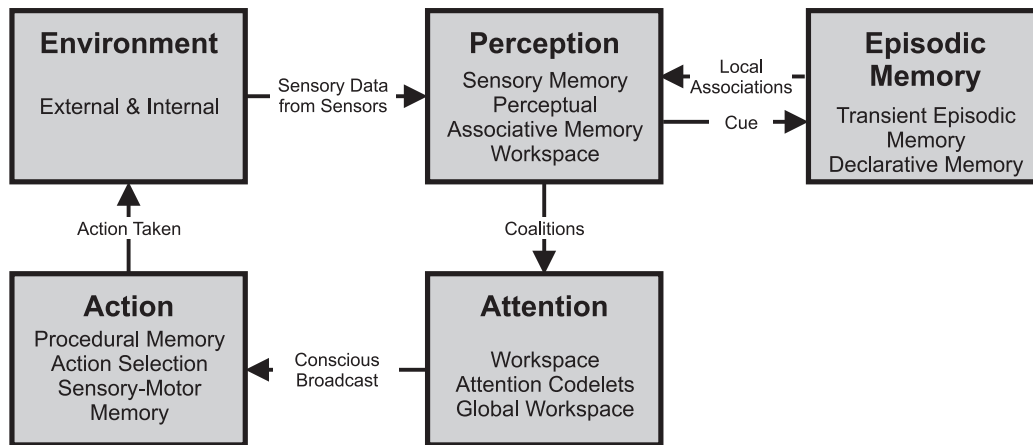 Environment
External & Internal
Sensory Data
from Sensors
Perception
Sensory Memory
Perceptual
Associative Memory
Workspace
Local
Associations
Cue
Episodic
Memory
Transient Episodic
Memory
Declarative Memory
Action Taken
Coalitions
Action
Procedural Memory
Action Selection
Sensory-Motor
Memory
Conscious
Broadcast
Attention
Workspace
Attention Codelets
Global Workspace